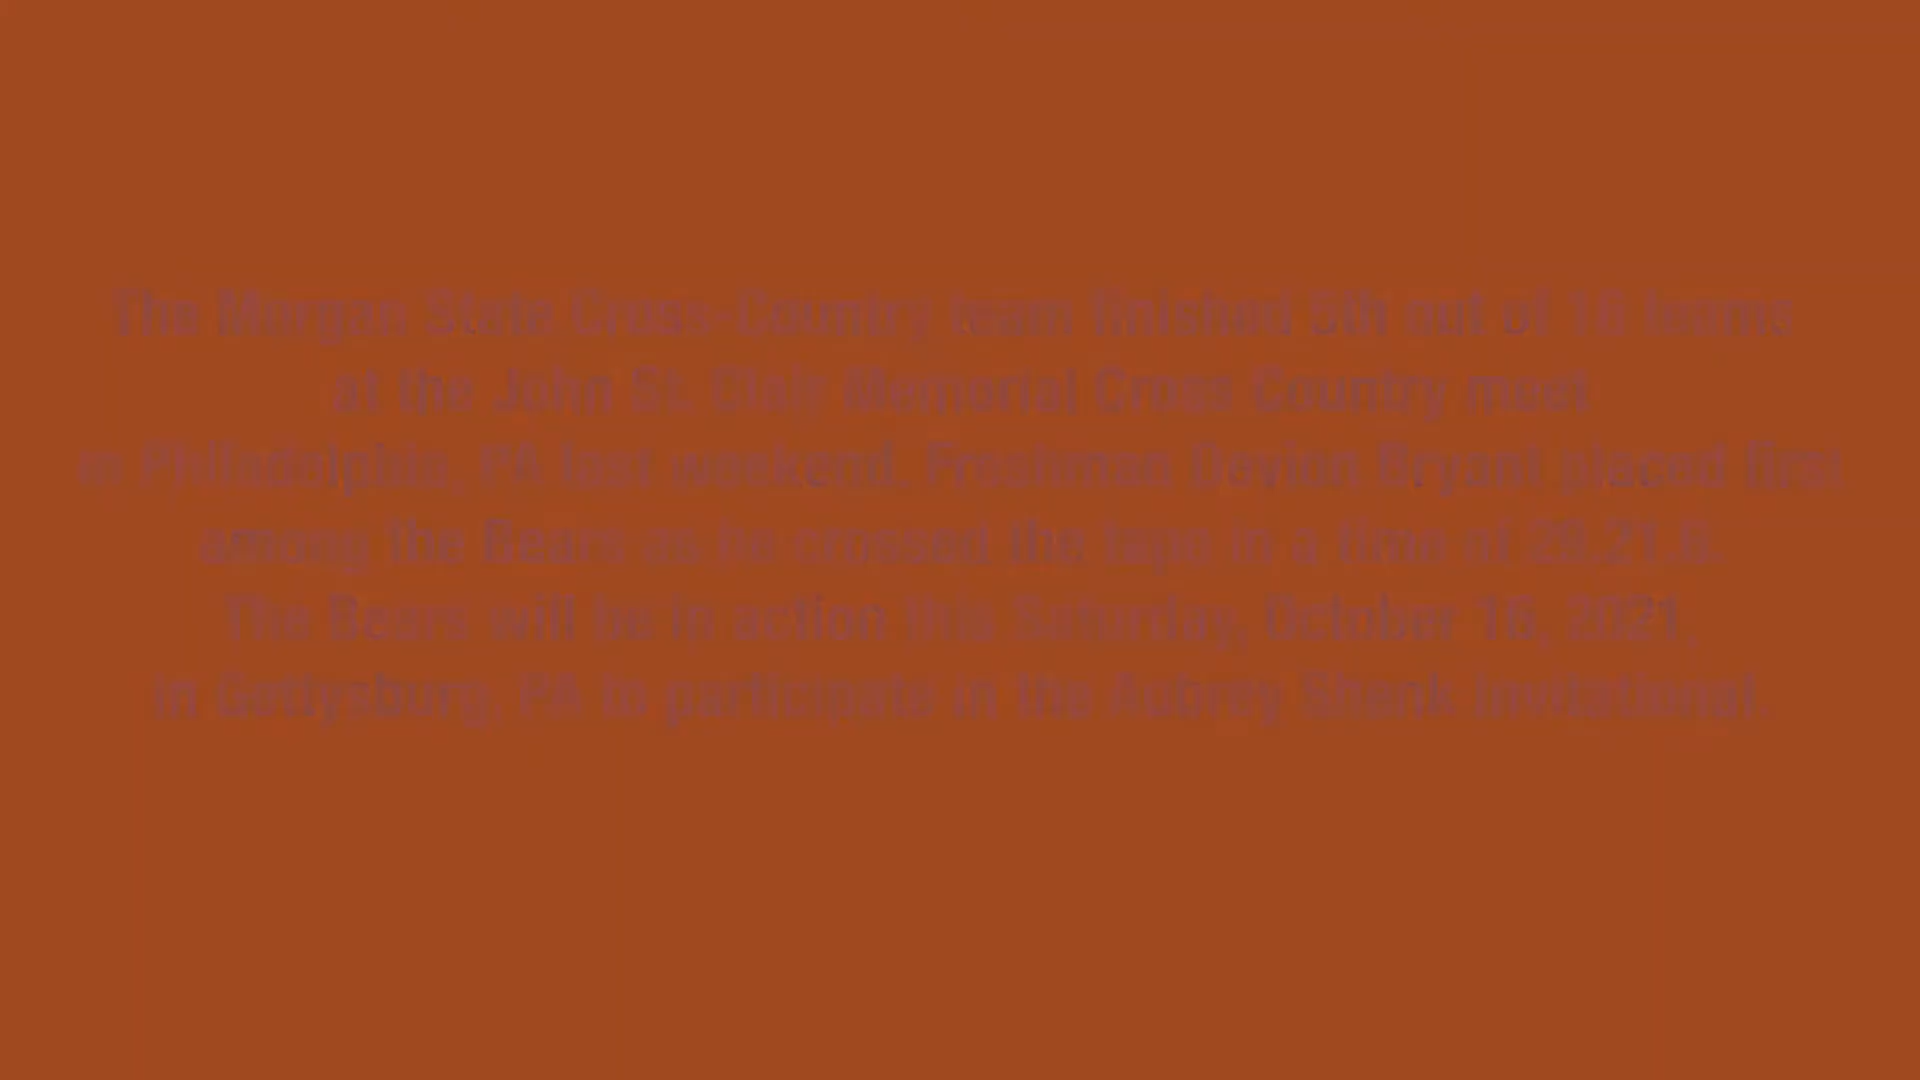 The Morgan State Cross-Country team finished 5th out of 16 teams
at the John St. Clair Memorial Cross Country meet
in Philadelphia, PA last weekend. Freshman Davion Bryant placed first
among the Bears as he crossed the tape in a time of
The Bears will be in action this Saturday, October 16, 2021,
in Gettysburg, PA to participate in the Aubrey Shenk Invitational.